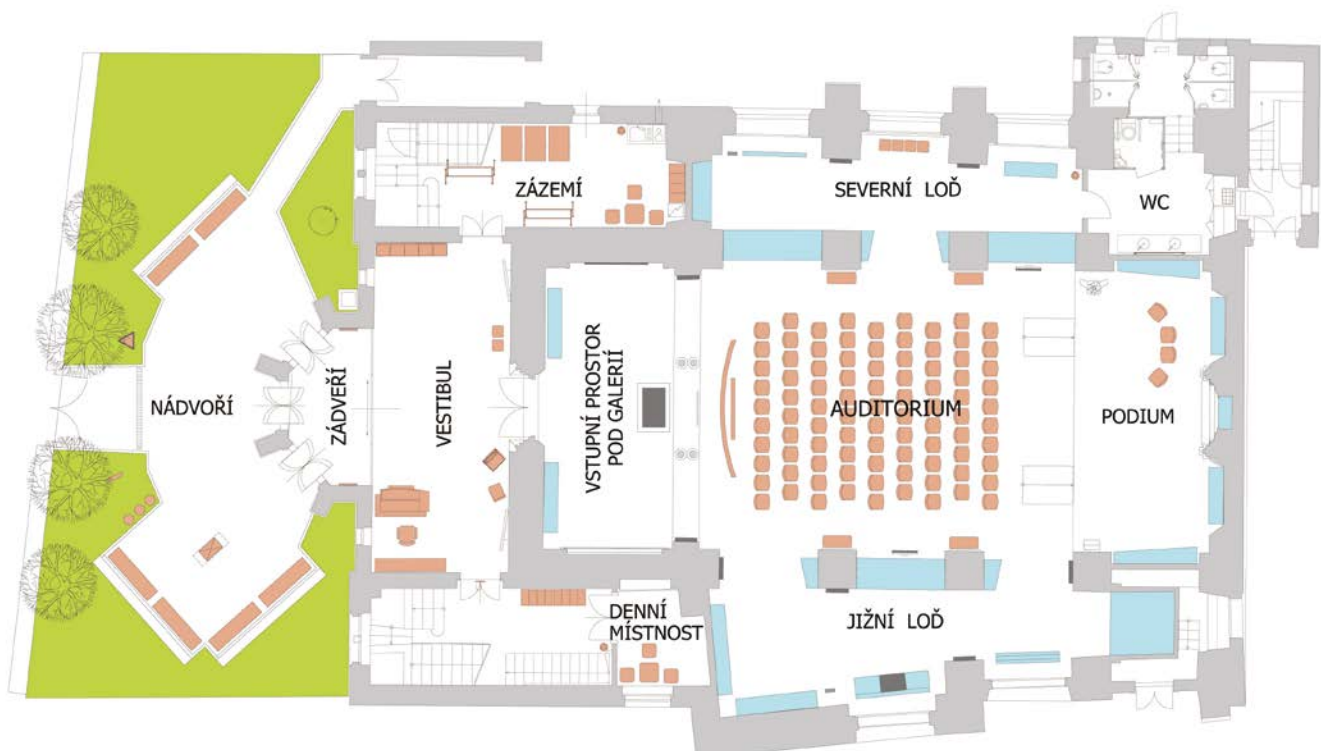 ZÁZEMÍ
SEVERNÍ LOĎ
WC
NÁDVOŘÍ
ZÁDVEŘÍ
VESTIBUL
VSTUPNÍ PROSTOR
POD GALERIÍ
AUDITORIUM
PODIUM
DENNÍ
MÍSTNOST
JIŽNÍ LOĎ